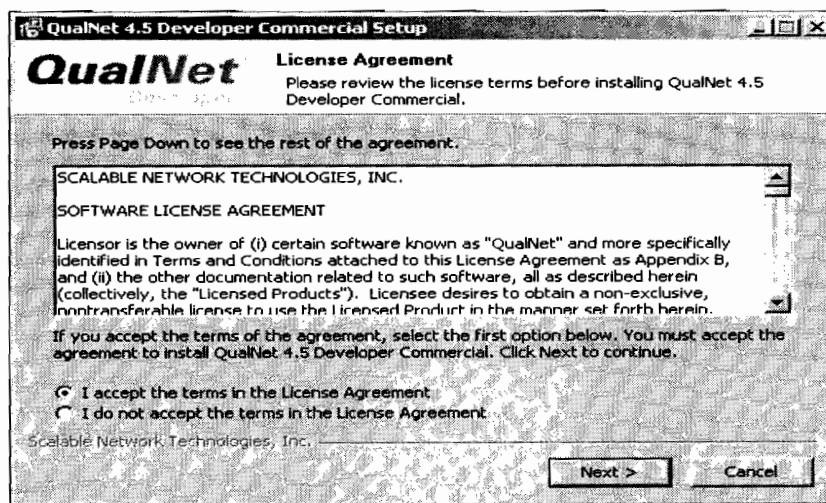 QualNet 4.5 Developer Commercial Setup
QualNet
Developer
License Agreement
Please review the license terms before installing QualNet 4.5
Developer Commercial.
Press Page Down to see the rest of the agreement.
SCALABLE NETWORK TECHNOLOGIES, INC.
SOFTWARE LICENSE AGREEMENT
Licensor is the owner of (i) certain software known as "QualNet" and more specifically
identified in Terms and Conditions attached to this License Agreement as Appendix B,
and (ii) the other documentation related to such software, all as described herein
(collectively, the "Licensed Products").  Licensee desires to obtain a non-exclusive,
nontransferable license to use the Licensed Product in the manner set forth herein.
If you accept the terms of the agreement, select the first option below. You must accept the
agreement to install QualNet 4.5 Developer Commercial. Click Next to continue.
I accept the terms in the License Agreement
I do not accept the terms in the License Agreement
Scalable Network Technologies, Inc.
Next >
Cancel